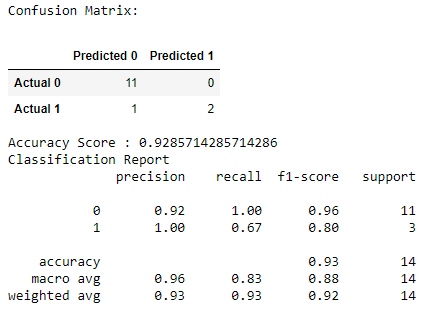 Confusion Matrix:
Predicted 0 Predicted 1
Actual 0 11 0
Actual 1 1 2
Accuracy Score : 0.9285714285714286
Classification Report
precision recall f1-score support
0 0.92 1.00 0.96 11
1 1.00 0.67 0.80 3
accuracy 0.93 14
macro avg 0.96 0.83 0.88 14
weighted avg 0.93 0.93 0.92 14